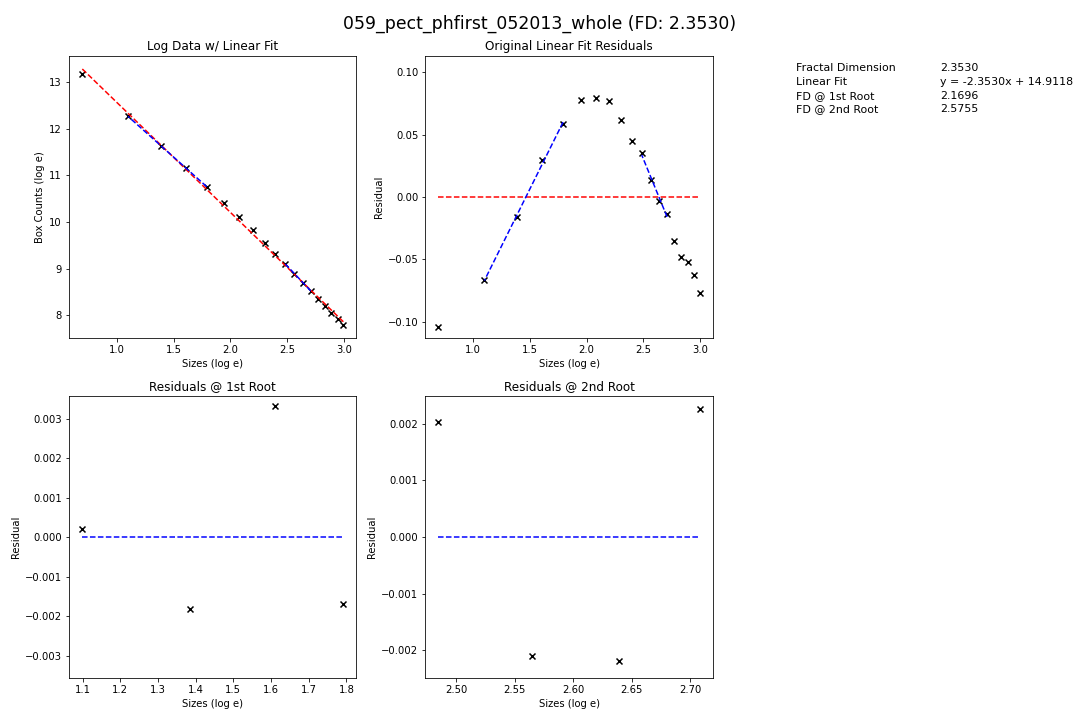 059_pect_phfirst_052013_whole (FD: 2.3530)
Log Data w/ Linear Fit
Box Counts (log e)
13
12
11
10
9
8
1.0 1.5 2.0 2.5 3.0
Sizes (log e)
Original Linear Fit Residuals
Residual
0.10
0.05
0.00
−0.05
−0.10
1.0 1.5 2.0 2.5 3.0
Sizes (log e)
Fractal Dimension 2.3530
Linear Fit y = -2.3530x + 14.9118
FD @ 1st Root 2.1696
FD @ 2nd Root 2.5755
Residuals @ 1st Root
Residual
0.003
0.002
0.001
0.000
−0.001
−0.002
−0.003
1.1 1.2 1.3 1.4 1.5 1.6 1.7 1.8
Sizes (log e)
Residuals @ 2nd Root
Residual
0.002
0.001
0.000
−0.001
−0.002
2.50 2.55 2.60 2.65 2.70
Sizes (log e)